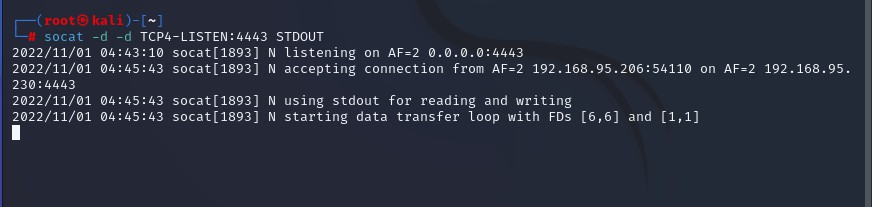 ┌──(root㉿kali)-[~]
└─# socat -d -d TCP4-LISTEN:4443 STDOUT
2022/11/01 04:43:10 socat[1893] N listening on AF=2 0.0.0.0:4443
2022/11/01 04:45:43 socat[1893] N accepting connection from AF=2 192.168.95.206:54110 on AF=2 192.168.95.
230:4443
2022/11/01 04:45:43 socat[1893] N using stdout for reading and writing
2022/11/01 04:45:43 socat[1893] N starting data transfer loop with FDs [6,6] and [1,1]